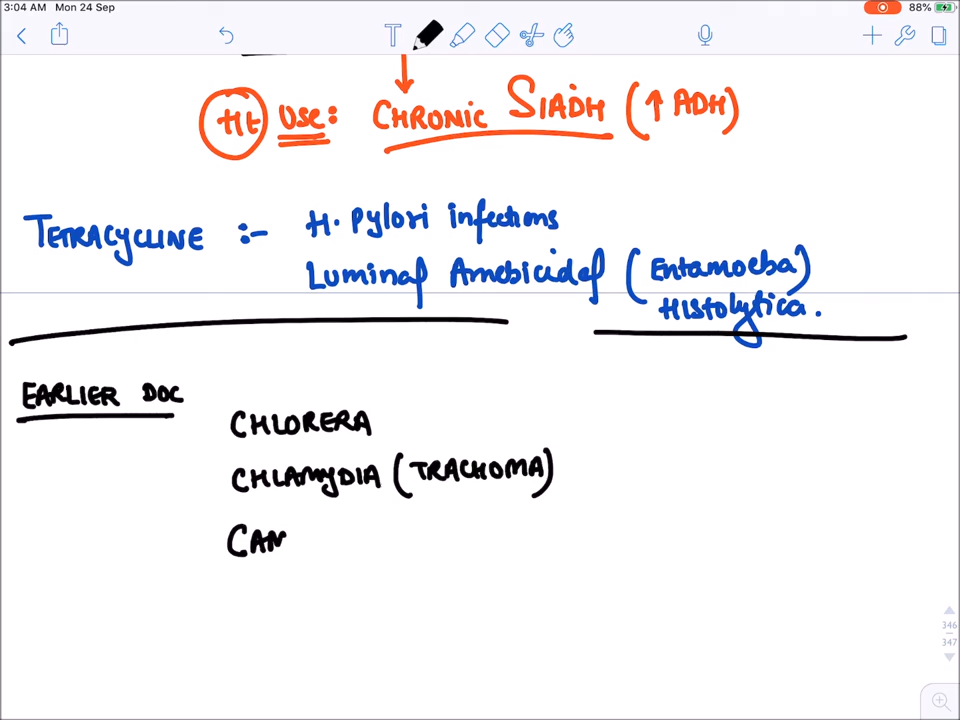 3:04 AM Mon 24 Sep 88%
T
Ht USE: CHRONIC SIADH (↑ ADH)
TETRACYCLINE :- H. Pylori infections
Luminal Amebicidal (Entamoeba)
Histolytica.
EARLIER DOC
CHLORERA
CHLAMYDIA (TRACHOMA)
CAM
346
347